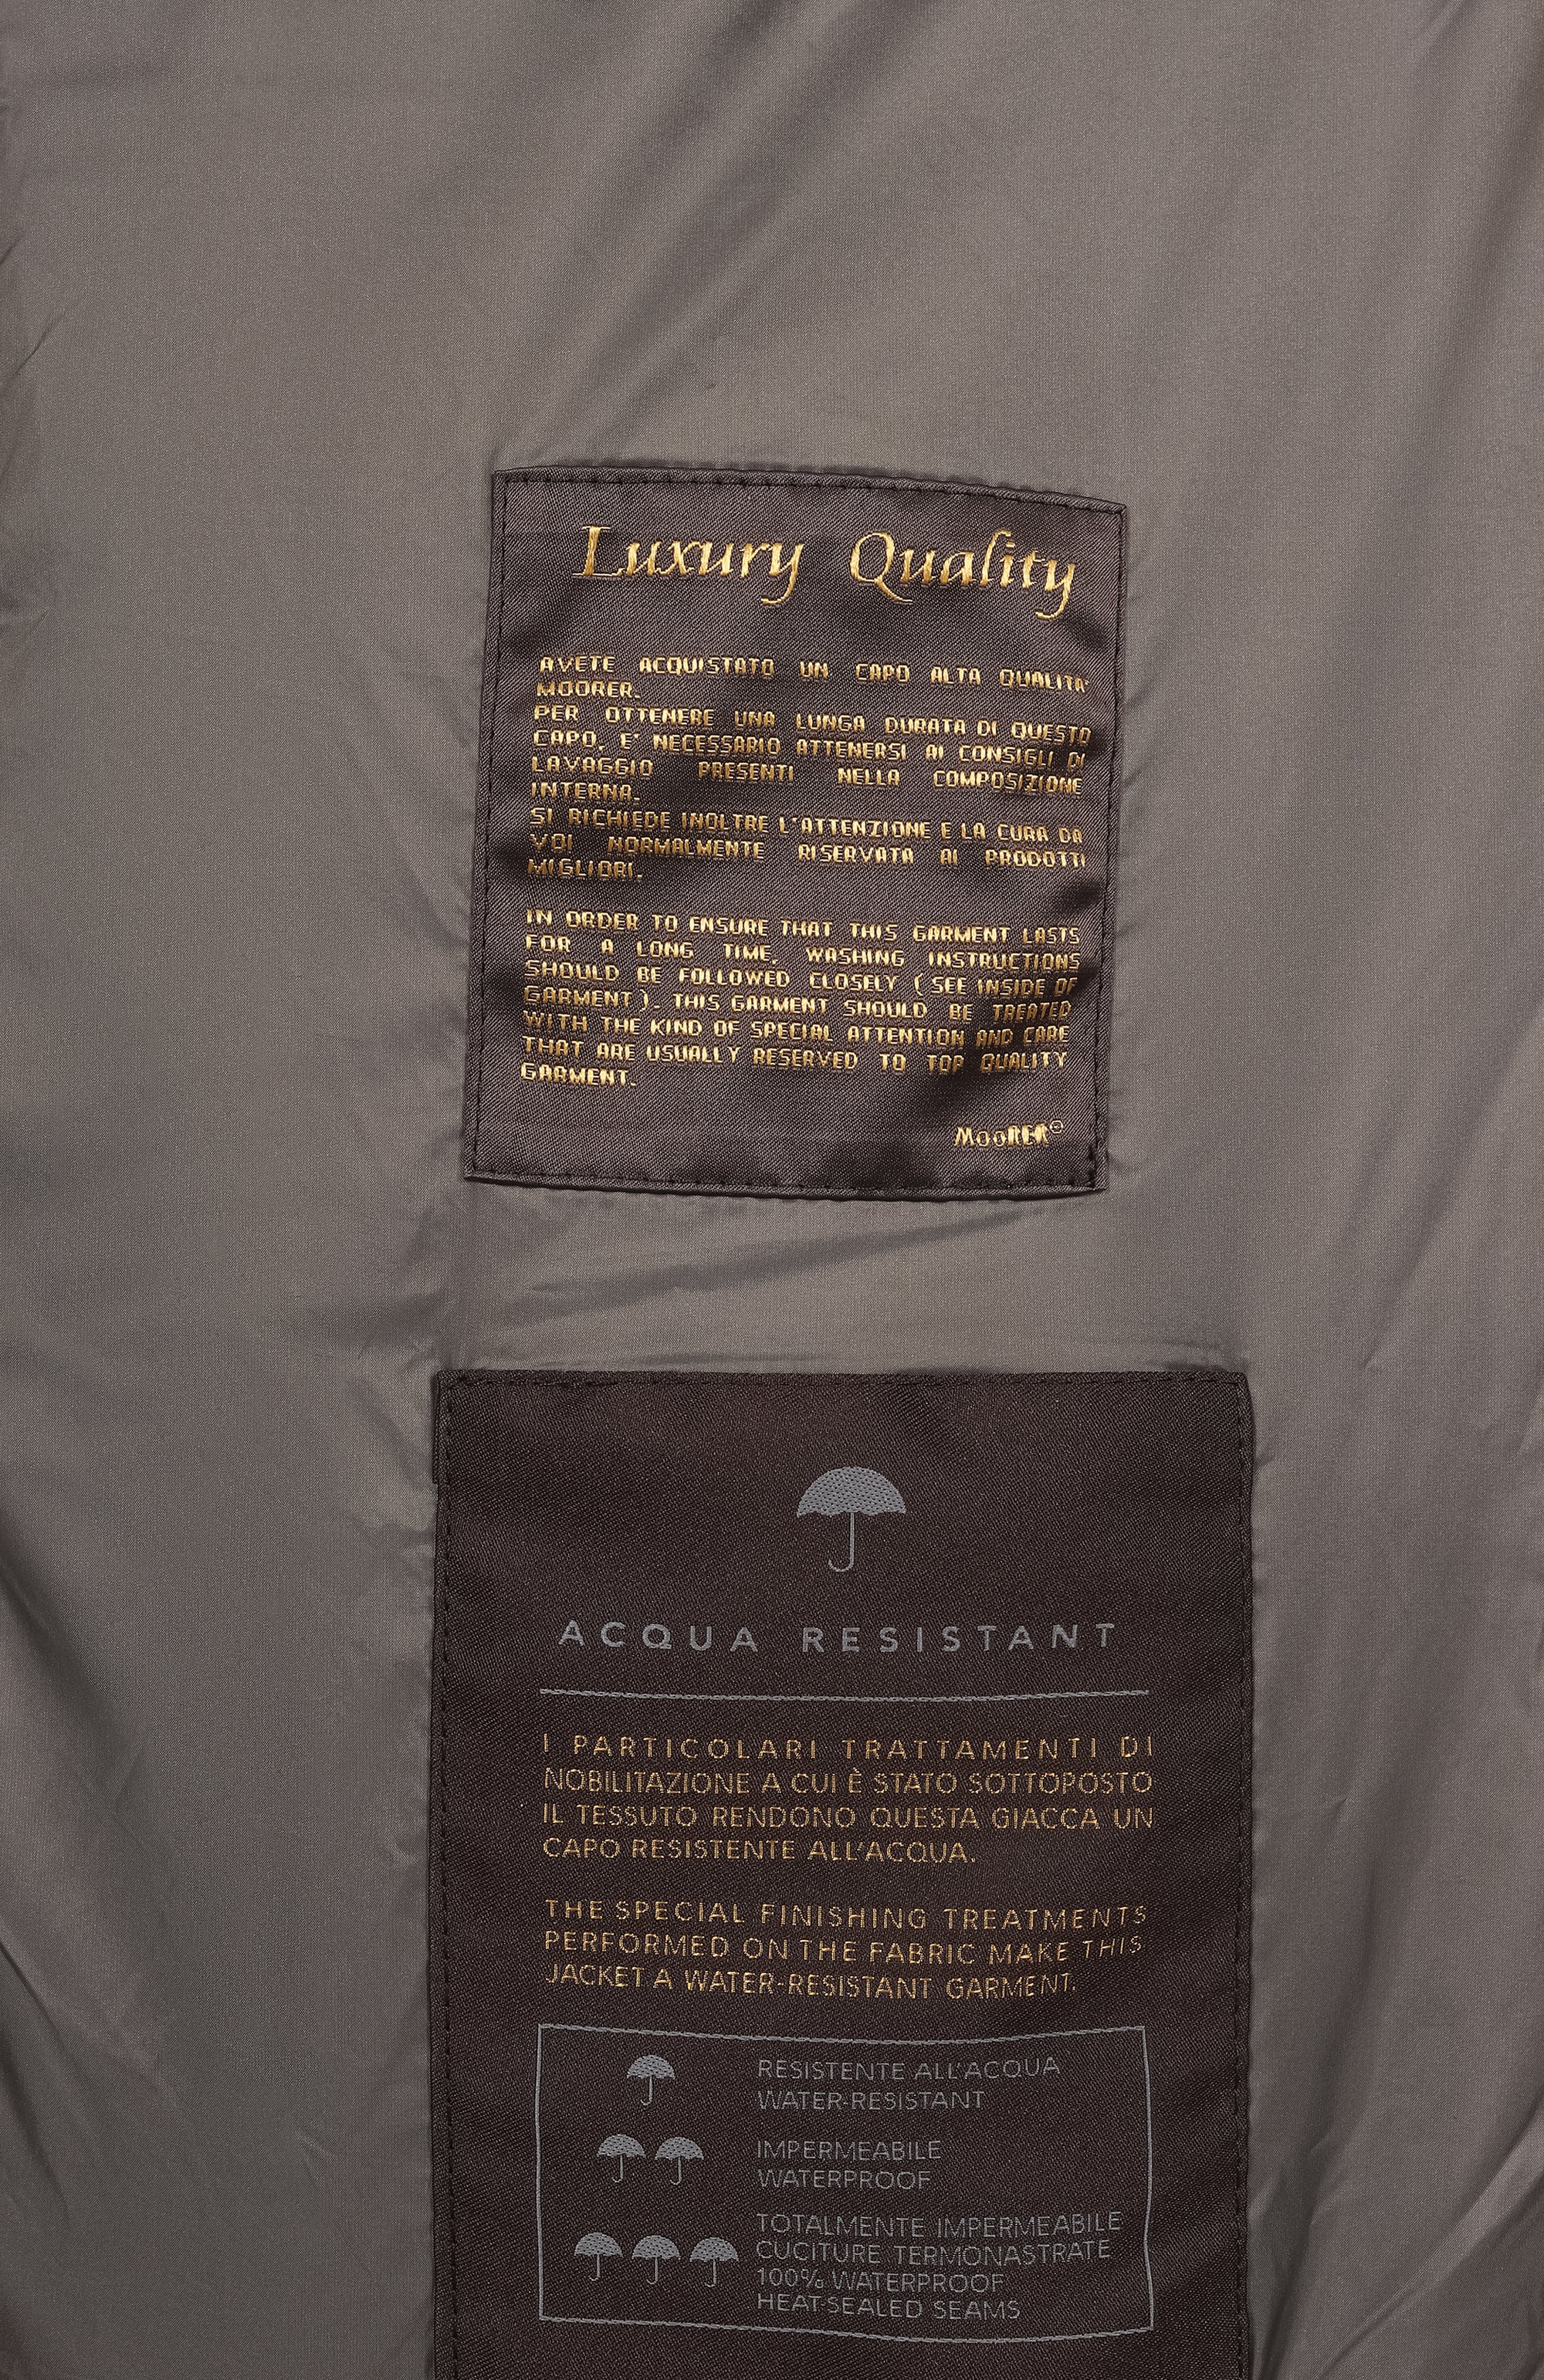 Luxury Quality
AVETE ACQUISTATO UN CAPO ALTA QUALITA'
MOORER.
PER OTTENERE UNA LUNGA DURATA DI QUESTO
CAPO, E' NECESSARIO ATTENERSI AI CONSIGLI DI
LAVAGGIO PRESENTI NELLA COMPOSIZIONE
INTERNA.
SI RICHIEDE INOLTRE L'ATTENZIONE E LA CURA DA
VOI NORMALMENTE RISERVATA AI PRODOTTI
MIGLIORI.
IN ORDER TO ENSURE THAT THIS GARMENT LASTS
FOR A LONG TIME, WASHING INSTRUCTIONS
SHOULD BE FOLLOWED CLOSELY ( SEE INSIDE OF
GARMENT ). THIS GARMENT SHOULD BE TREATED
WITH THE KIND OF SPECIAL ATTENTION AND CARE
THAT ARE USUALLY RESERVED TO TOP QUALITY
GARMENT.
MooRER®
ACQUA RESISTANT
I PARTICOLARI TRATTAMENTI DI
NOBILITAZIONE A CUI È STATO SOTTOPOSTO
IL TESSUTO RENDONO QUESTA GIACCA UN
CAPO RESISTENTE ALL'ACQUA.
THE SPECIAL FINISHING TREATMENTS
PERFORMED ON THE FABRIC MAKE THIS
JACKET A WATER-RESISTANT GARMENT.
RESISTENTE ALL'ACQUA
WATER-RESISTANT
IMPERMEABILE
WATERPROOF
TOTALMENTE IMPERMEABILE
CUCITURE TERMONASTRATE
100% WATERPROOF
HEAT-SEALED SEAMS